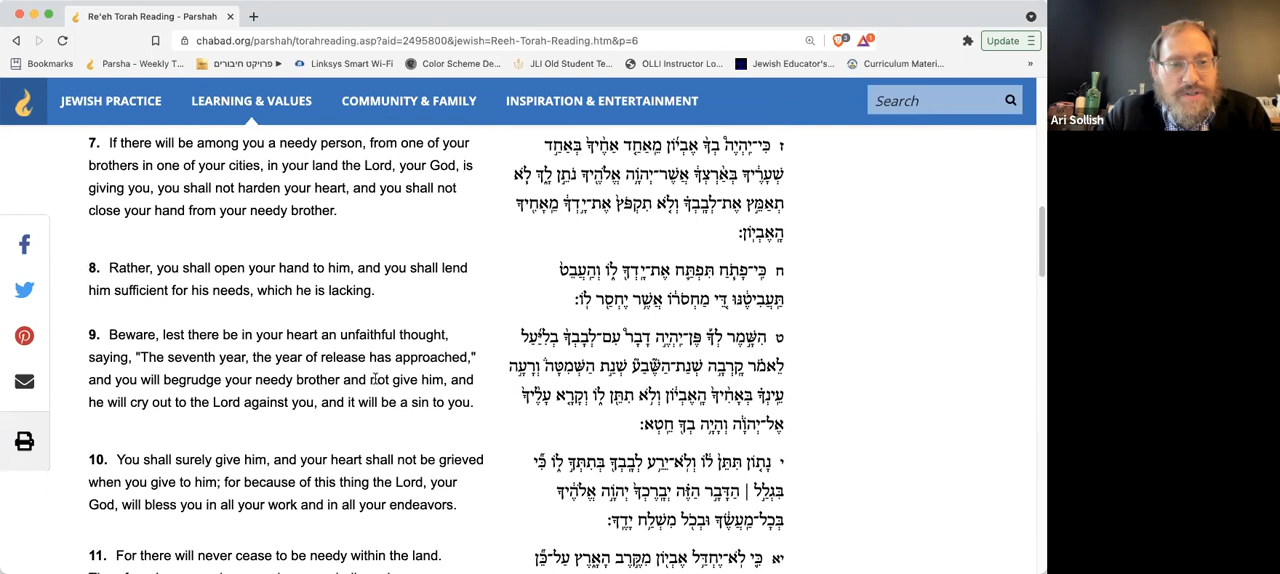 Re'eh Torah Reading - Parshah
chabad.org/parshah/torahreading.asp?aid=2495800&jewish=Reeh-Torah-Reading.htm&p=6
3
1
Update
Bookmarks
Parsha - Weekly T...
פרוייקט חיבורים
Linksys Smart Wi-Fi
Color Scheme De...
JLI Old Student Te...
OLLI Instructor Lo...
Jewish Educator's...
Curriculum Materi...
»
JEWISH PRACTICE
LEARNING & VALUES
COMMUNITY & FAMILY
INSPIRATION & ENTERTAINMENT
Search
Ari Sollish
7. If there will be among you a needy person, from one of your
brothers in one of your cities, in your land the Lord, your God, is
giving you, you shall not harden your heart, and you shall not
close your hand from your needy brother.
ז כִּי־יִֽהְיֶה֩ בְךָ֨ אֶבְי֜וֹן מֵֽאַחַ֤ד אַחֶ֨יךָ֙ בְּאַחַ֣ד
שְׁעָרֶ֔יךָ בְּאַ֨רְצְךָ֔ אֲשֶׁר־יְהֹוָ֥ה אֱלֹהֶ֖יךָ נֹתֵ֣ן לָ֑ךְ לֹ֧א
תְאַמֵּ֣ץ אֶת־לְבָֽבְךָ֗ וְלֹ֤א תִקְפֹּץ֙ אֶת־יָ֣דְךָ֔ מֵֽאָחִ֖יךָ
הָֽאֶבְיֽוֹן:
8. Rather, you shall open your hand to him, and you shall lend
him sufficient for his needs, which he is lacking.
ח כִּֽי־פָתֹ֧חַ תִּפְתַּ֛ח אֶת־יָֽדְךָ֖ ל֑וֹ וְהַֽעֲבֵט֙
תַּֽעֲבִיטֶ֔נּוּ דֵּ֚י מַחְסֹר֔וֹ אֲשֶׁ֥ר יֶחְסַ֖ר לֽוֹ:
9. Beware, lest there be in your heart an unfaithful thought,
saying, "The seventh year, the year of release has approached,"
and you will begrudge your needy brother and not give him, and
he will cry out to the Lord against you, and it will be a sin to you.
ט הִשָּׁ֣מֶר לְךָ֡ פֶּן־יִֽהְיֶ֣ה דָבָר֩ עִם־לְבָֽבְךָ֨ בְלִיַּ֜עַל
לֵאמֹ֗ר קָֽרְבָ֣ה שְׁנַת־הַשֶּׁ֘בַע֘ שְׁנַ֣ת הַשְּׁמִטָּה֒ וְרָעָ֣ה
עֵֽינְךָ֗ בְּאָחִ֨יךָ֙ הָֽאֶבְי֔וֹן וְלֹ֥א תִתֵּ֖ן ל֑וֹ וְקָרָ֤א עָלֶ֨יךָ֙
אֶל־יְהֹוָ֔ה וְהָיָ֥ה בְךָ֖ חֵֽטְא:
10. You shall surely give him, and your heart shall not be grieved
when you give to him; for because of this thing the Lord, your
God, will bless you in all your work and in all your endeavors.
י נָת֤וֹן תִּתֵּן֙ ל֔וֹ וְלֹֽא־יֵרַ֥ע לְבָֽבְךָ֖ בְּתִתְּךָ֣ ל֑וֹ כִּ֞י
בִּגְלַ֣ל | הַדָּבָ֣ר הַזֶּ֗ה יְבָֽרֶכְךָ֙ יְהֹוָ֣ה אֱלֹהֶ֔יךָ
בְּכָל־מַֽעֲשֶׂ֔ךָ וּבְכֹ֖ל מִשְׁלַ֥ח יָדֶֽךָ:
11. For there will never cease to be needy within the land.
יא כִּ֛י לֹֽא־יֶחְדַּ֥ל אֶבְי֖וֹן מִקֶּ֣רֶב הָאָ֑רֶץ עַל־כֵּ֞ן